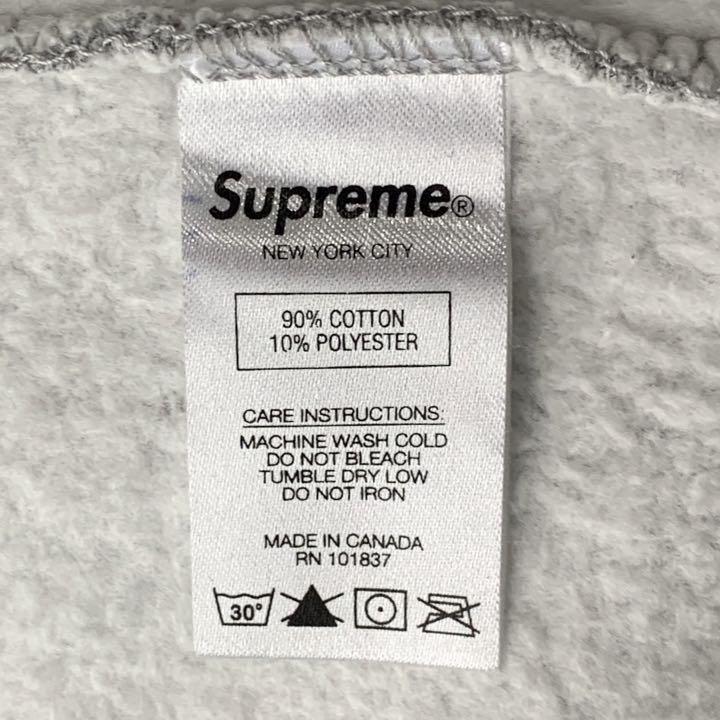 Supreme®
NEW YORK CITY
90% COTTON
10% POLYESTER
CARE INSTRUCTIONS:
MACHINE WASH COLD
DO NOT BLEACH
TUMBLE DRY LOW
DO NOT IRON
MADE IN CANADA
RN 101837
30°